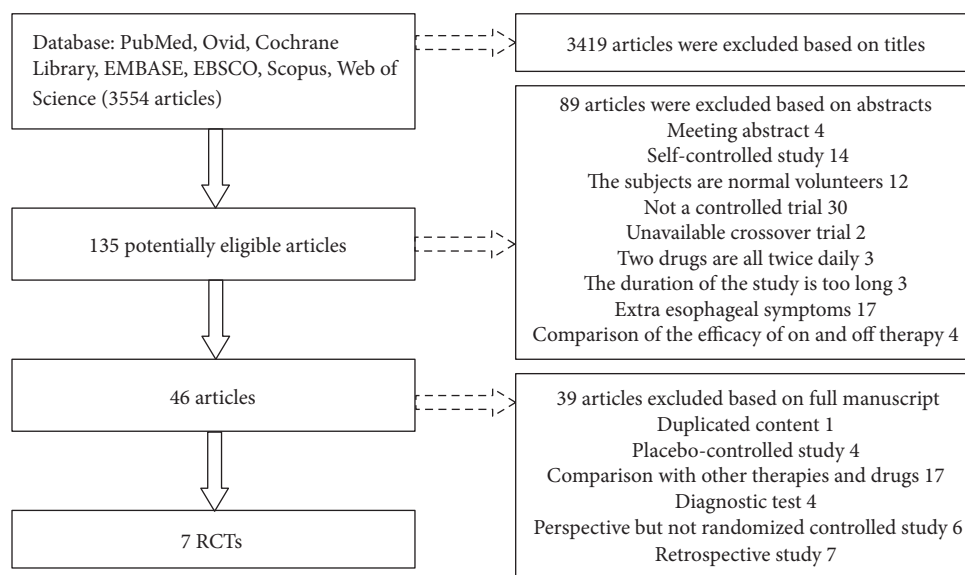 Database: PubMed, Ovid, Cochrane
Library, EMBASE, EBSCO, Scopus, Web of
Science (3554 articles)
3419 articles were excluded based on titles
135 potentially eligible articles
89 articles were excluded based on abstracts
Meeting abstract 4
Self-controlled study 14
The subjects are normal volunteers 12
Not a controlled trial 30
Unavailable crossover trial 2
Two drugs are all twice daily 3
The duration of the study is too long 3
Extra esophageal symptoms 17
Comparison of the efficacy of on and off therapy 4
46 articles
39 articles excluded based on full manuscript
Duplicated content 1
Placebo-controlled study 4
Comparison with other therapies and drugs 17
Diagnostic test 4
Perspective but not randomized controlled study 6
Retrospective study 7
7 RCTs